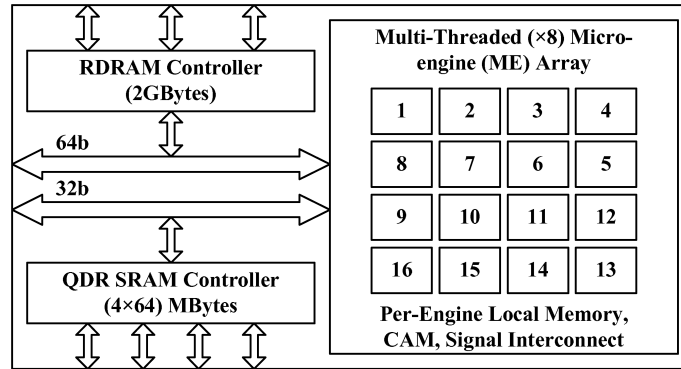 RDRAM Controller
(2GBytes)
64b
32b
QDR SRAM Controller
(4×64) MBytes
Multi-Threaded (×8) Micro-
engine (ME) Array
1 2 3 4
8 7 6 5
9 10 11 12
16 15 14 13
Per-Engine Local Memory,
CAM, Signal Interconnect